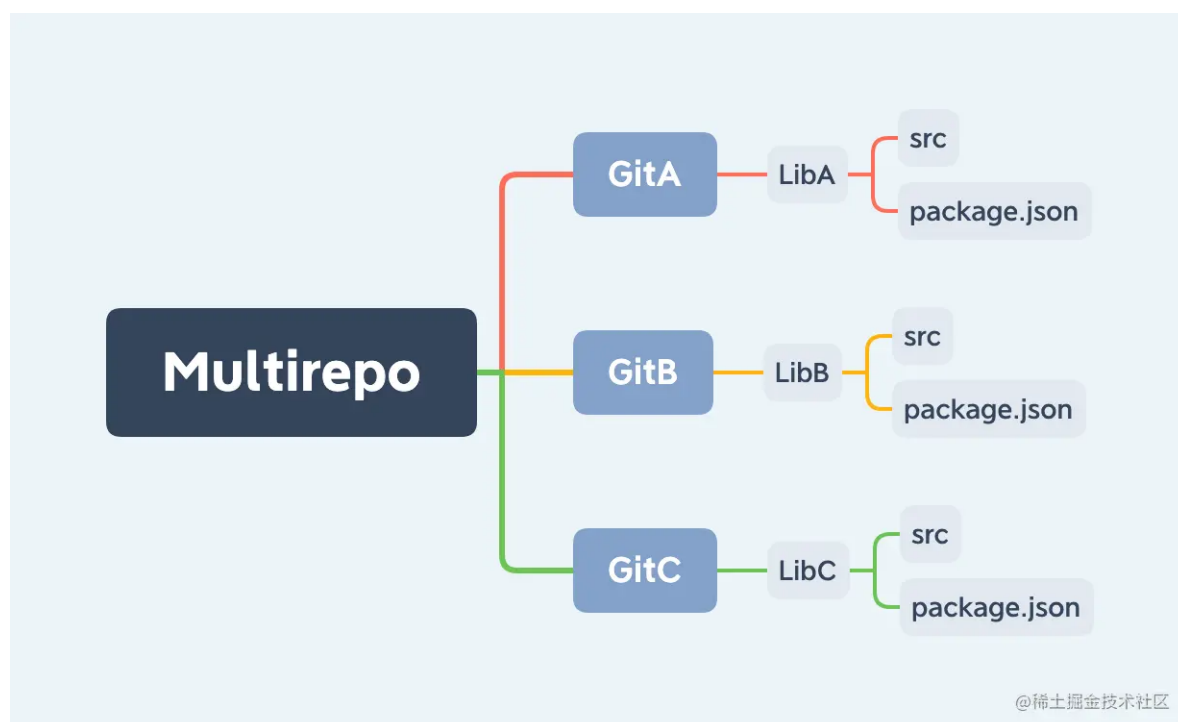 Multirepo
GitA
LibA
src
package.json
GitB
LibB
src
package.json
GitC
LibC
src
package.json
@稀土掘金技术社区